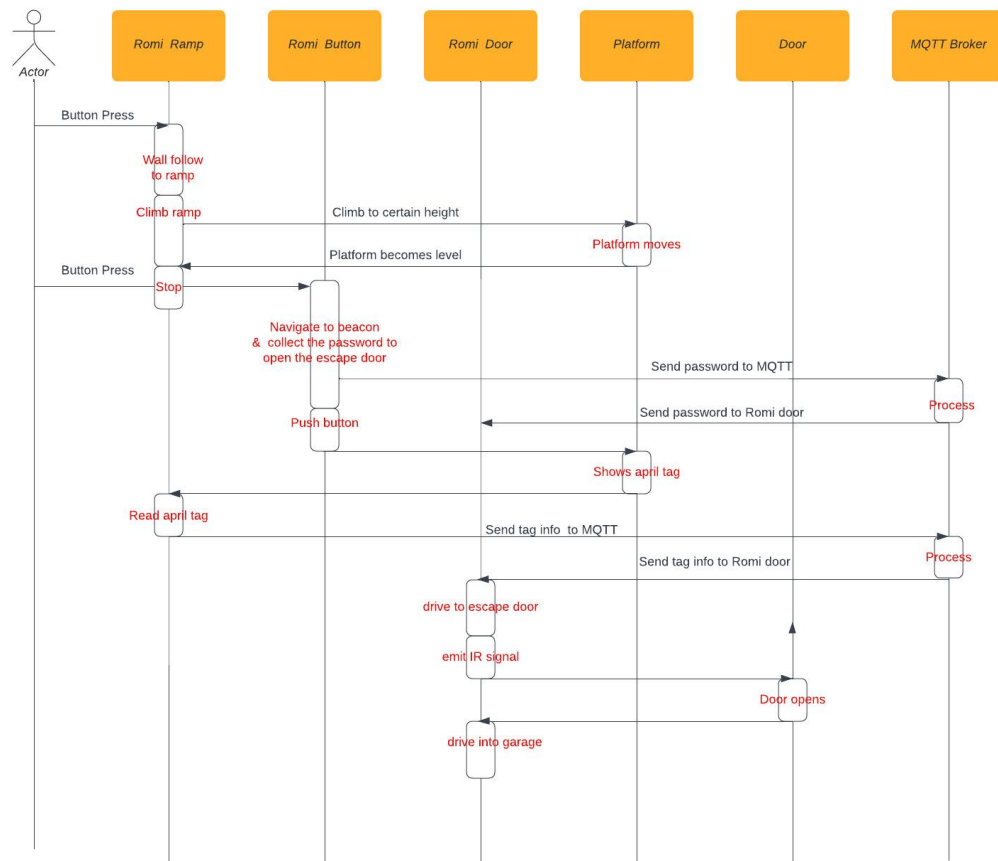 Romi Ramp
Romi Button
Romi Door
Platform
Door
MQTT Broker
Actor
Button Press
Wall follow
to ramp
Climb ramp
Climb to certain height
Platform moves
Platform becomes level
Button Press
Stop
Navigate to beacon
& collect the password to
open the escape door
Send password to MQTT
Process
Send password to Romi door
Push button
Shows april tag
Read april tag
Send tag info to MQTT
Process
Send tag info to Romi door
drive to escape door
emit IR signal
Door opens
drive into garage